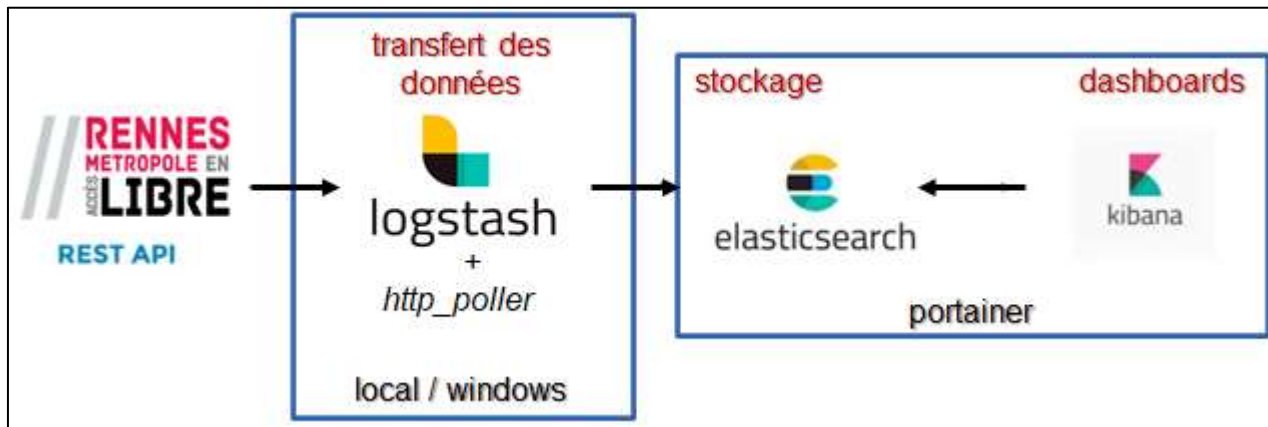 RENNES
METROPOLE EN
ACCÈS
LIBRE
REST API
transfert des
données
logstash
+
http_poller
local / windows
stockage
dashboards
elasticsearch
kibana
portainer